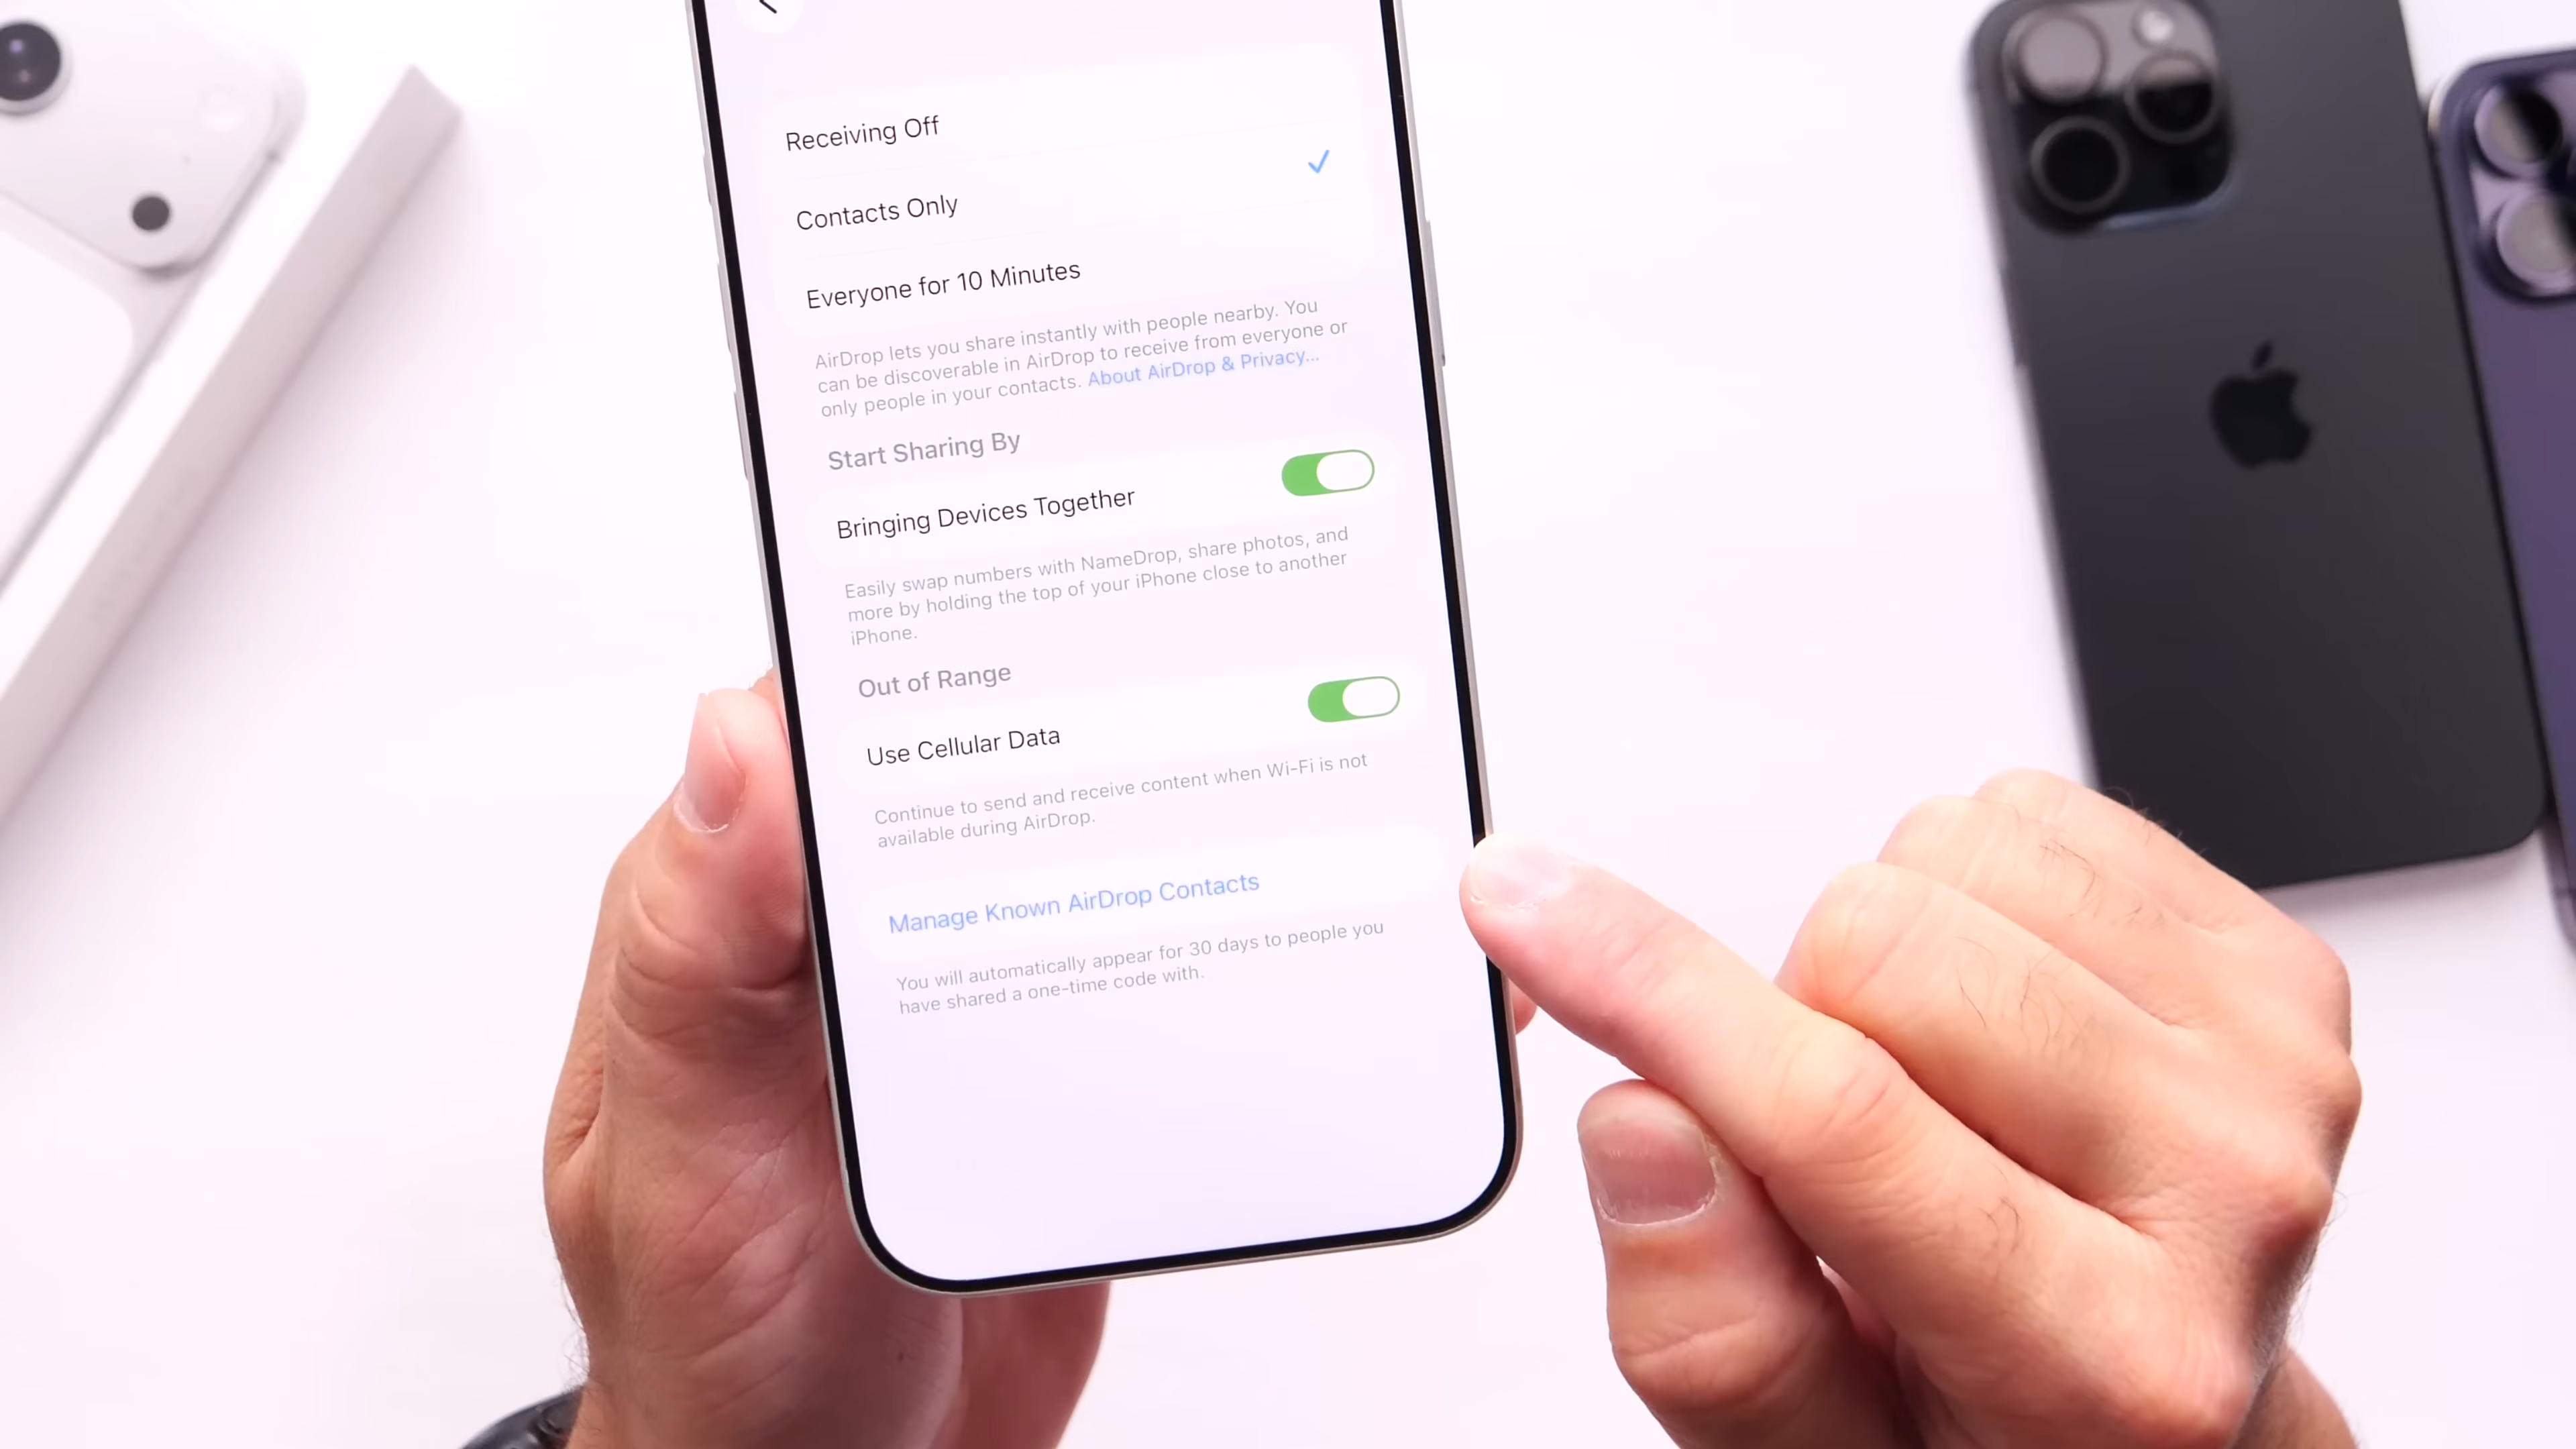 Receiving Off
Contacts Only
Everyone for 10 Minutes
AirDrop lets you share instantly with people nearby. You
can be discoverable in AirDrop to receive from everyone or
only people in your contacts. About AirDrop & Privacy...
Start Sharing By
Bringing Devices Together
Easily swap numbers with NameDrop, share photos, and
more by holding the top of your iPhone close to another
iPhone.
Out of Range
Use Cellular Data
Continue to send and receive content when Wi-Fi is not
available during AirDrop.
Manage Known AirDrop Contacts
You will automatically appear for 30 days to people you
have shared a one-time code with.